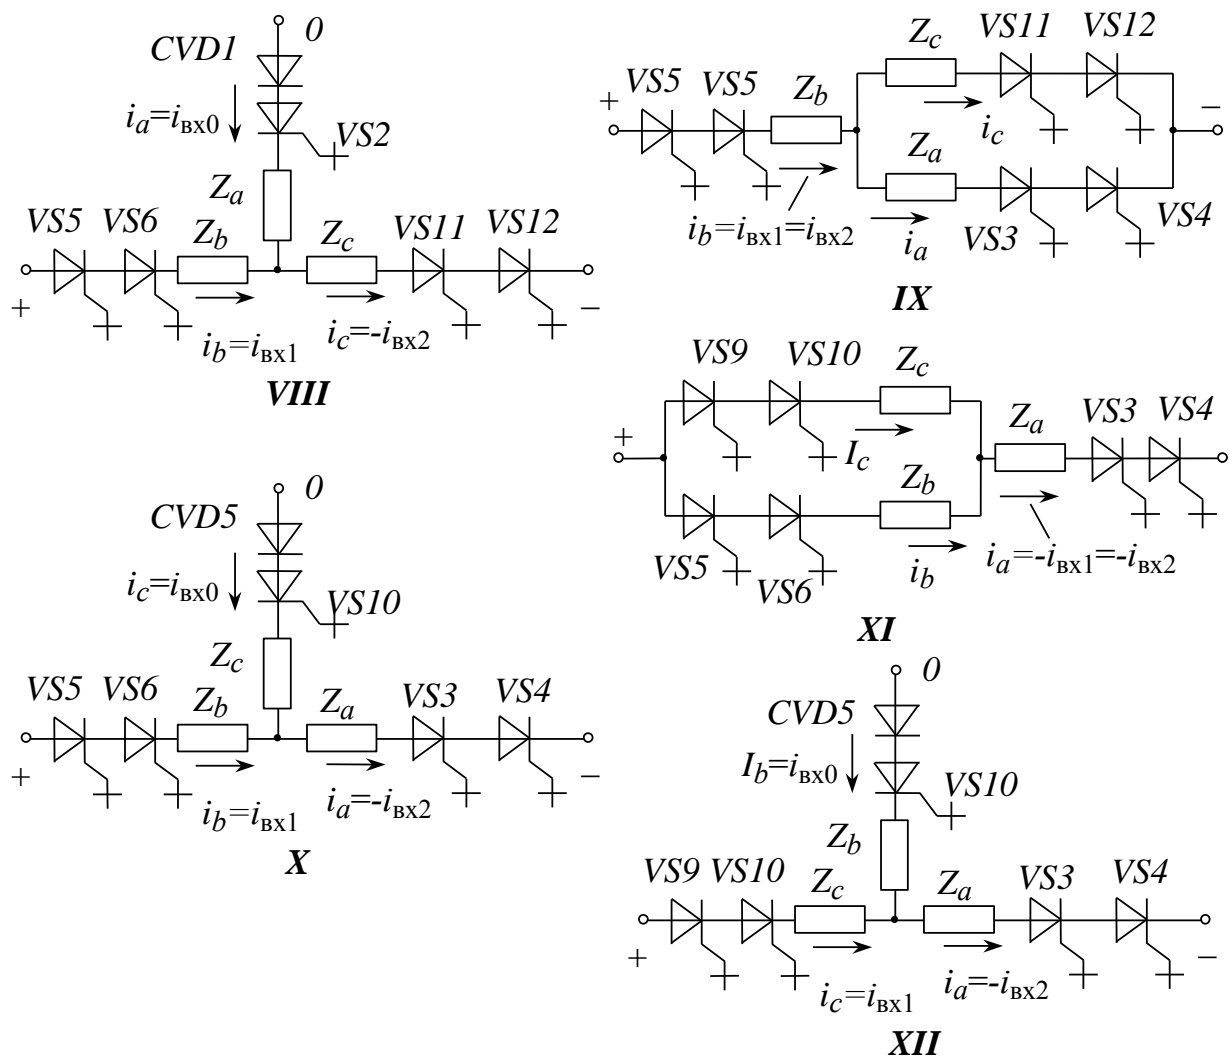 0
CVD1
i_a=i_вх0
VS2
Z_a
VS5 VS6 Z_b Z_c VS11 VS12
+ −
i_b=i_вх1 i_c=-i_вх2
VIII
Z_c VS11 VS12
VS5 VS5 Z_b
+ −
i_c
Z_a
i_b=i_вх1=i_вх2 i_a VS3 VS4
IX
VS9 VS10 Z_c
+ Z_a VS3 VS4
I_c
Z_b
VS5 VS6 i_b i_a=-i_вх1=-i_вх2
XI
0
CVD5
i_c=i_вх0
VS10
Z_c
VS5 VS6 Z_b Z_a VS3 VS4
+ −
i_b=i_вх1 i_a=-i_вх2
X
0
CVD5
I_b=i_вх0
VS10
Z_b
VS9 VS10 Z_c Z_a VS3 VS4
+ −
i_c=i_вх1 i_a=-i_вх2
XII